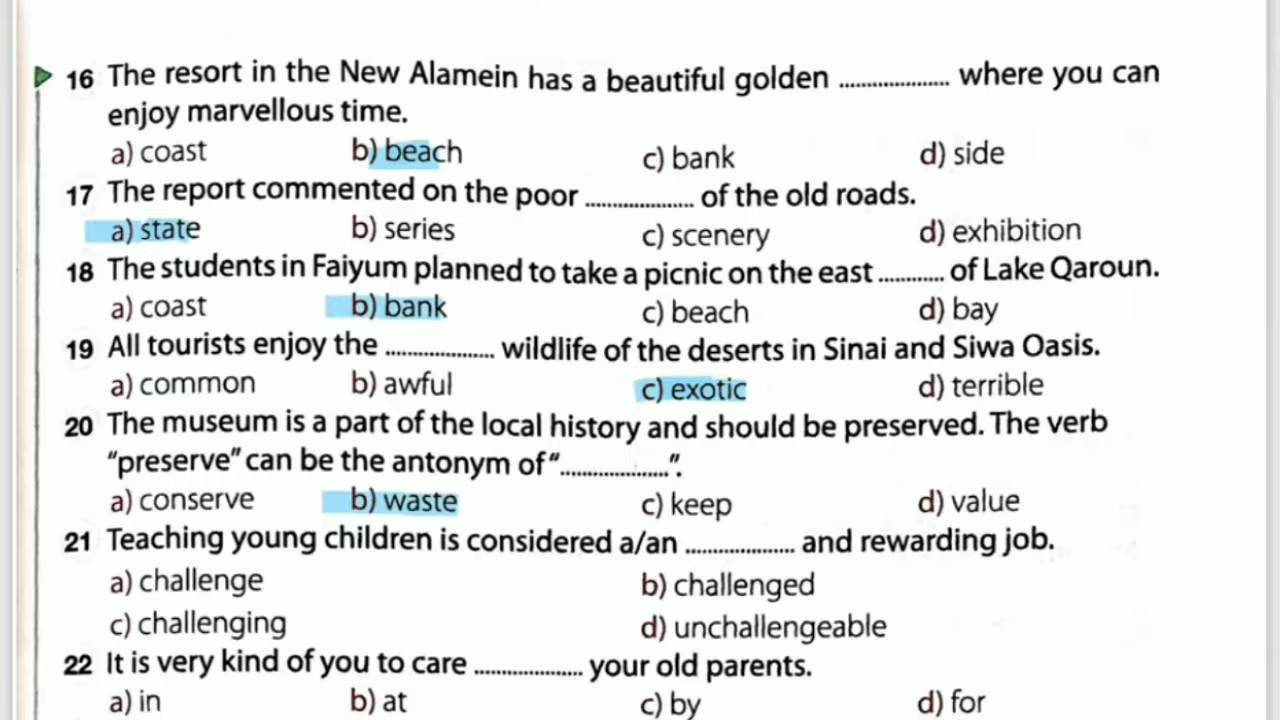 16 The resort in the New Alamein has a beautiful golden .................... where you can
enjoy marvellous time.
a) coast b) beach c) bank d) side
17 The report commented on the poor .................... of the old roads.
a) state b) series c) scenery d) exhibition
18 The students in Faiyum planned to take a picnic on the east ............ of Lake Qaroun.
a) coast b) bank c) beach d) bay
19 All tourists enjoy the .................... wildlife of the deserts in Sinai and Siwa Oasis.
a) common b) awful c) exotic d) terrible
20 The museum is a part of the local history and should be preserved. The verb
“preserve” can be the antonym of “....................”.
a) conserve b) waste c) keep d) value
21 Teaching young children is considered a/an .................... and rewarding job.
a) challenge b) challenged
c) challenging d) unchallengeable
22 It is very kind of you to care .................... your old parents.
a) in b) at c) by d) for